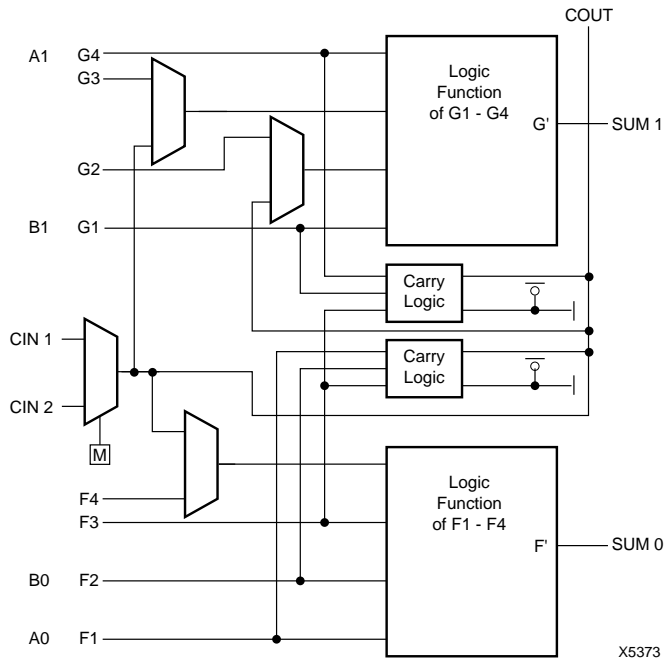 COUT
A1 G4
G3
Logic
Function
of G1 - G4
G' SUM 1
G2
B1 G1
Carry
Logic
CIN 1
Carry
Logic
CIN 2
M
F4
F3
Logic
Function
of F1 - F4
F' SUM 0
B0 F2
A0 F1
X5373